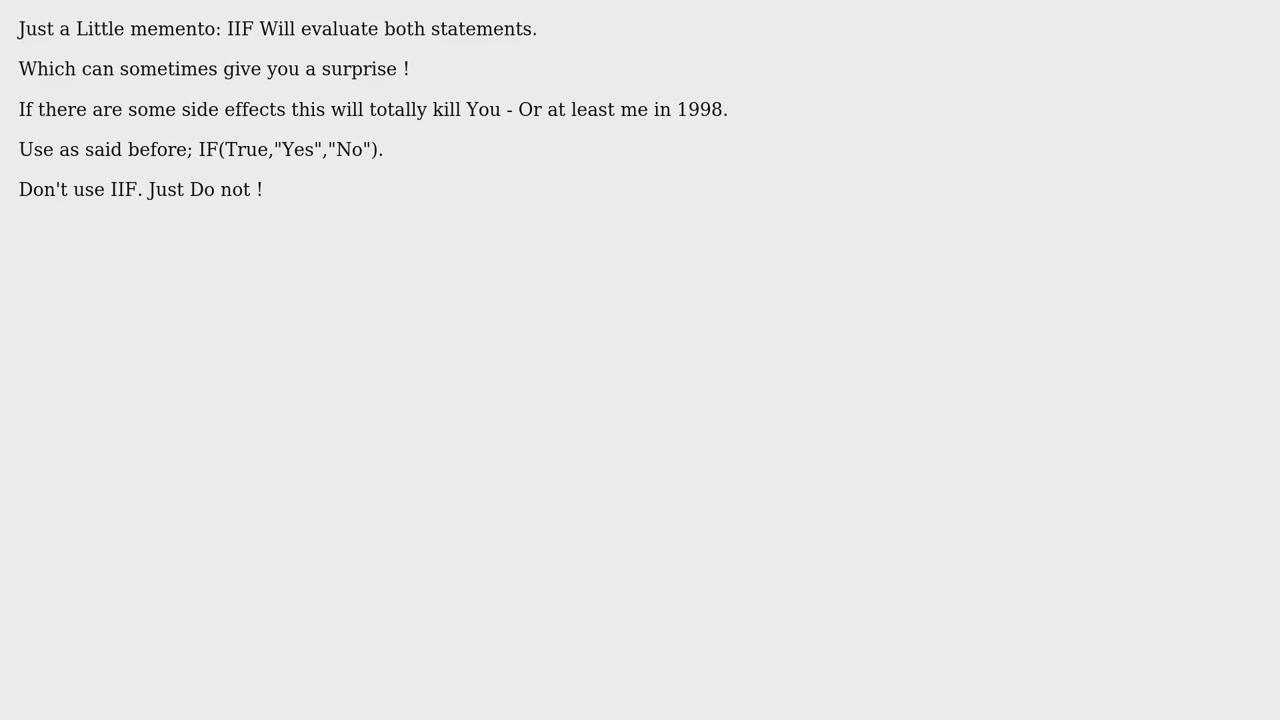 Just a Little memento: IIF Will evaluate both statements.
Which can sometimes give you a surprise !
If there are some side effects this will totally kill You - Or at least me in 1998.
Use as said before; IF(True,"Yes","No").
Don't use IIF. Just Do not !